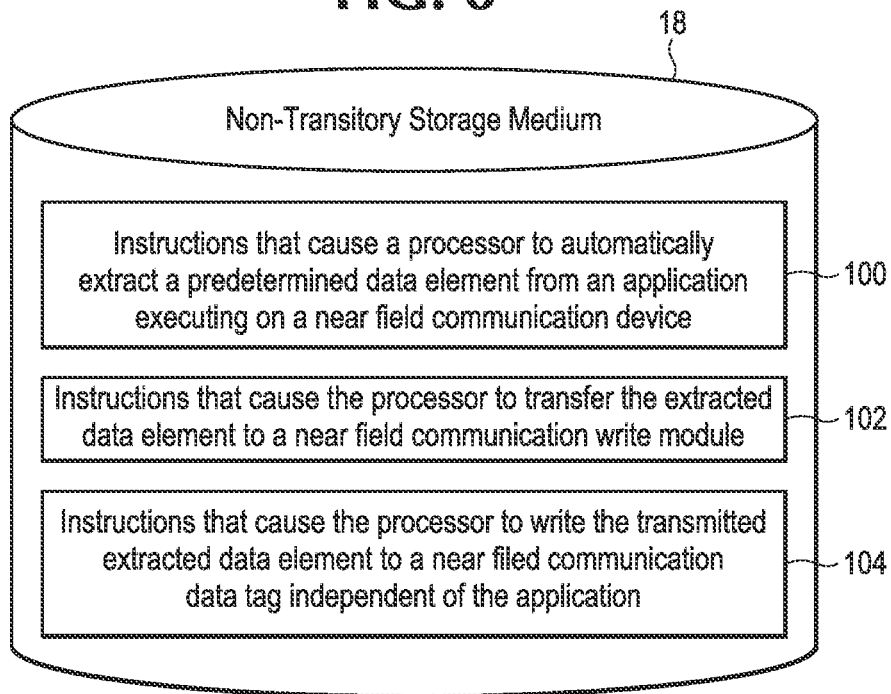 18
Non-Transitory Storage Medium
Instructions that cause a processor to automatically
extract a predetermined data element from an application
executing on a near field communication device
100
Instructions that cause the processor to transfer the extracted
data element to a near field communication write module
102
Instructions that cause the processor to write the transmitted
extracted data element to a near filed communication
data tag independent of the application
104